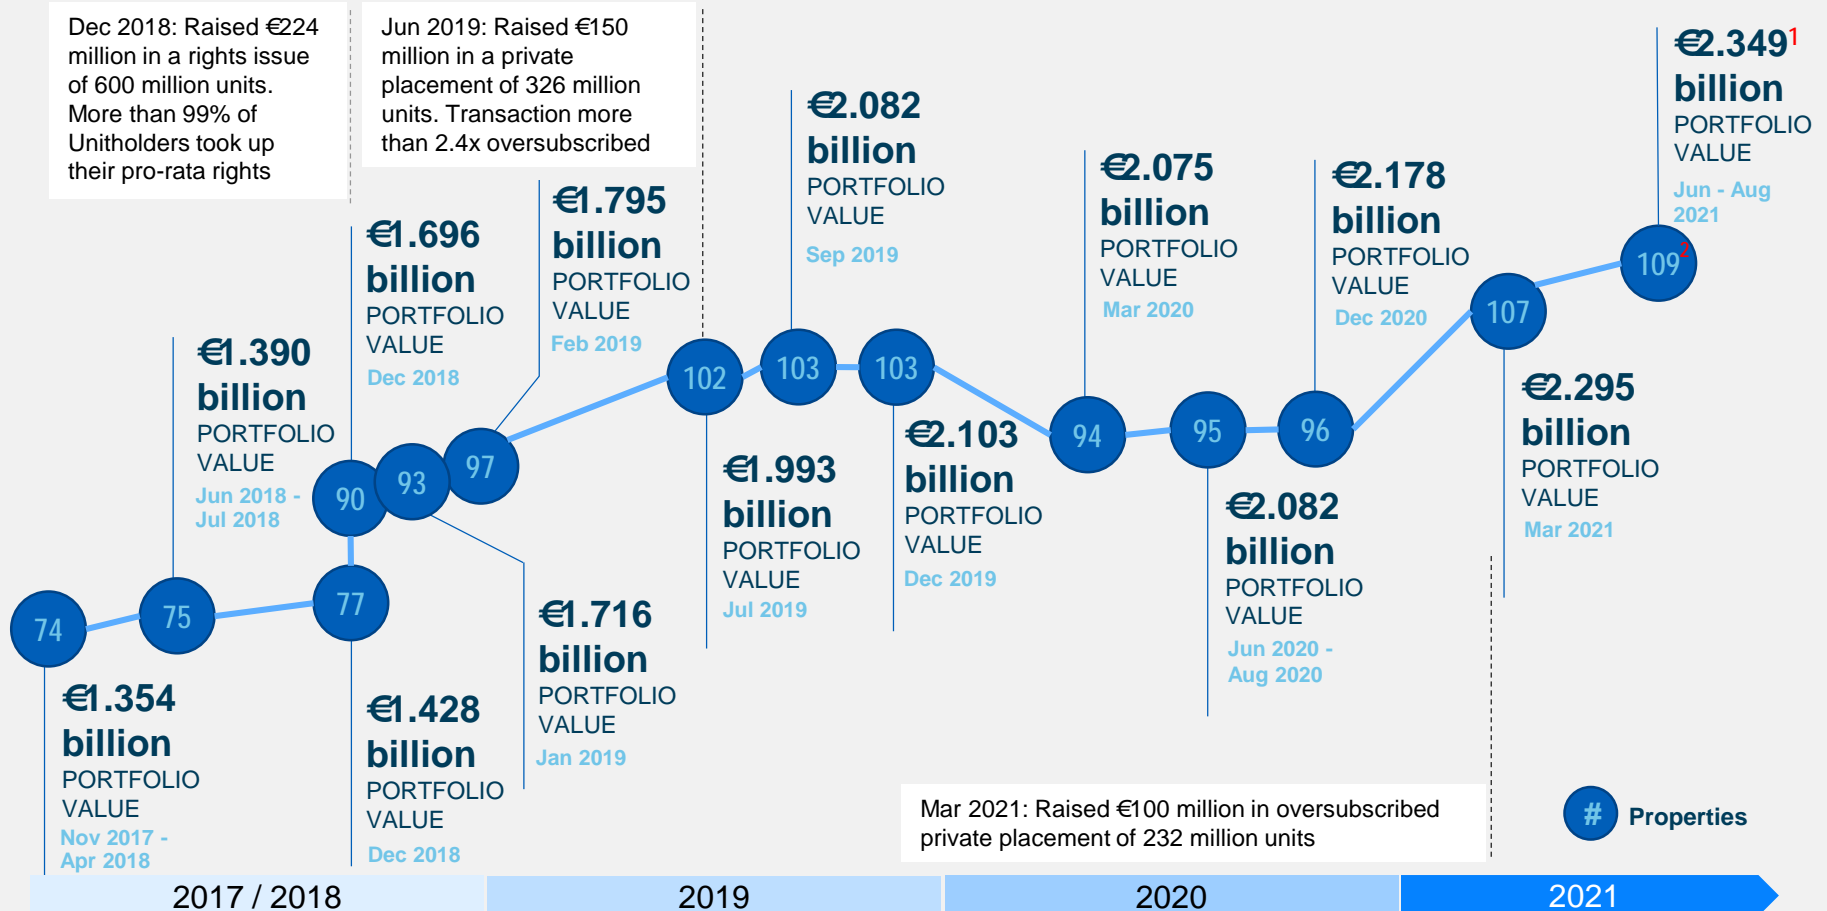 Dec 2018: Raised €224
million in a rights issue
of 600 million units.
More than 99% of
Unitholders took up
their pro-rata rights
Jun 2019: Raised €150
million in a private
placement of 326 million
units. Transaction more
than 2.4x oversubscribed
74
€1.354
billion
PORTFOLIO
VALUE
Nov 2017 -
Apr 2018
€1.390
billion
PORTFOLIO
VALUE
Jun 2018 -
Jul 2018
75
77
€1.428
billion
PORTFOLIO
VALUE
Dec 2018
€1.696
billion
PORTFOLIO
VALUE
Dec 2018
90
93
€1.716
billion
PORTFOLIO
VALUE
Jan 2019
€1.795
billion
PORTFOLIO
VALUE
Feb 2019
97
102
€1.993
billion
PORTFOLIO
VALUE
Jul 2019
€2.082
billion
PORTFOLIO
VALUE
Sep 2019
103
103
€2.103
billion
PORTFOLIO
VALUE
Dec 2019
€2.075
billion
PORTFOLIO
VALUE
Mar 2020
94
95
€2.082
billion
PORTFOLIO
VALUE
Jun 2020 -
Aug 2020
€2.178
billion
PORTFOLIO
VALUE
Dec 2020
96
107
€2.295
billion
PORTFOLIO
VALUE
Mar 2021
€2.349¹
billion
PORTFOLIO
VALUE
Jun - Aug
2021
109²
Mar 2021: Raised €100 million in oversubscribed
private placement of 232 million units
# Properties
2017 / 2018
2019
2020
2021